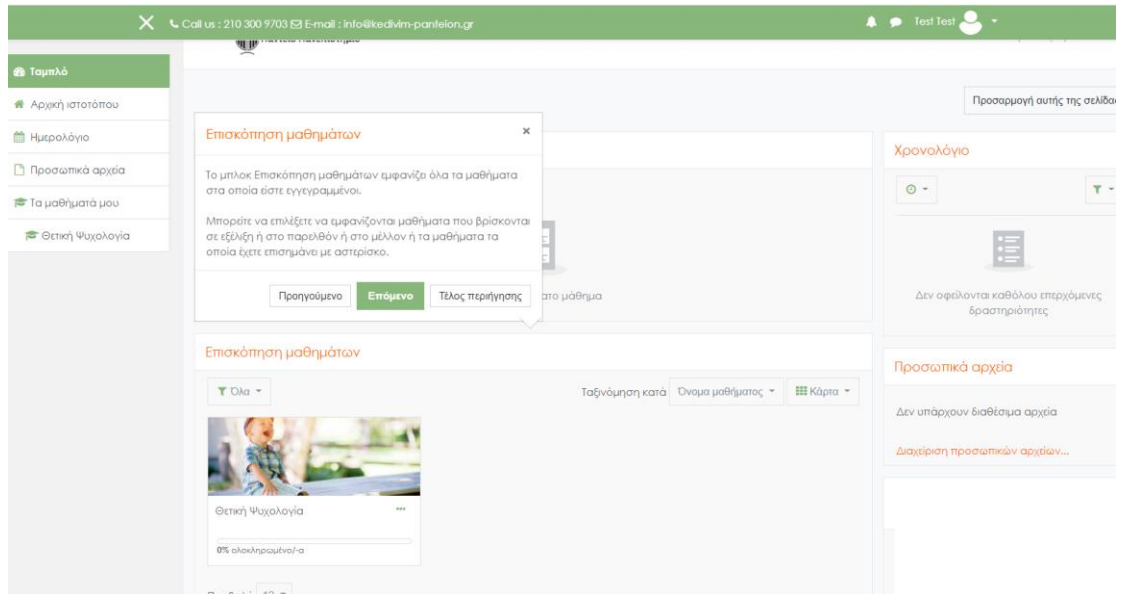 Call us : 210 300 9703 E-mail : info@kedivim-panteion.gr
Test Test
Ταμπλό
Αρχική ιστοτόπου
Ημερολόγιο
Προσωπικά αρχεία
Τα μαθήματά μου
Θετική Ψυχολογία
Προσαρμογή αυτής της σελίδας
Επισκόπηση μαθημάτων
×
Το μπλοκ Επισκόπηση μαθημάτων εμφανίζει όλα τα μαθήματα
στα οποία είστε εγγεγραμμένοι.
Μπορείτε να επιλέξετε να εμφανίζονται μαθήματα που βρίσκονται
σε εξέλιξη ή στο παρελθόν ή στο μέλλον ή τα μαθήματα τα
οποία έχετε επισημάνει με αστερίσκο.
Προηγούμενο Επόμενο Τέλος περιήγησης
μάθημα
Επισκόπηση μαθημάτων
Όλα
Ταξινόμηση κατά Όνομα μαθήματος Κάρτα
Θετική Ψυχολογία
0% ολοκληρωμένο/-α
Χρονολόγιο
Δεν οφείλονται καθόλου επερχόμενες
δραστηριότητες
Προσωπικά αρχεία
Δεν υπάρχουν διαθέσιμα αρχεία
Διαχείριση προσωπικών αρχείων...